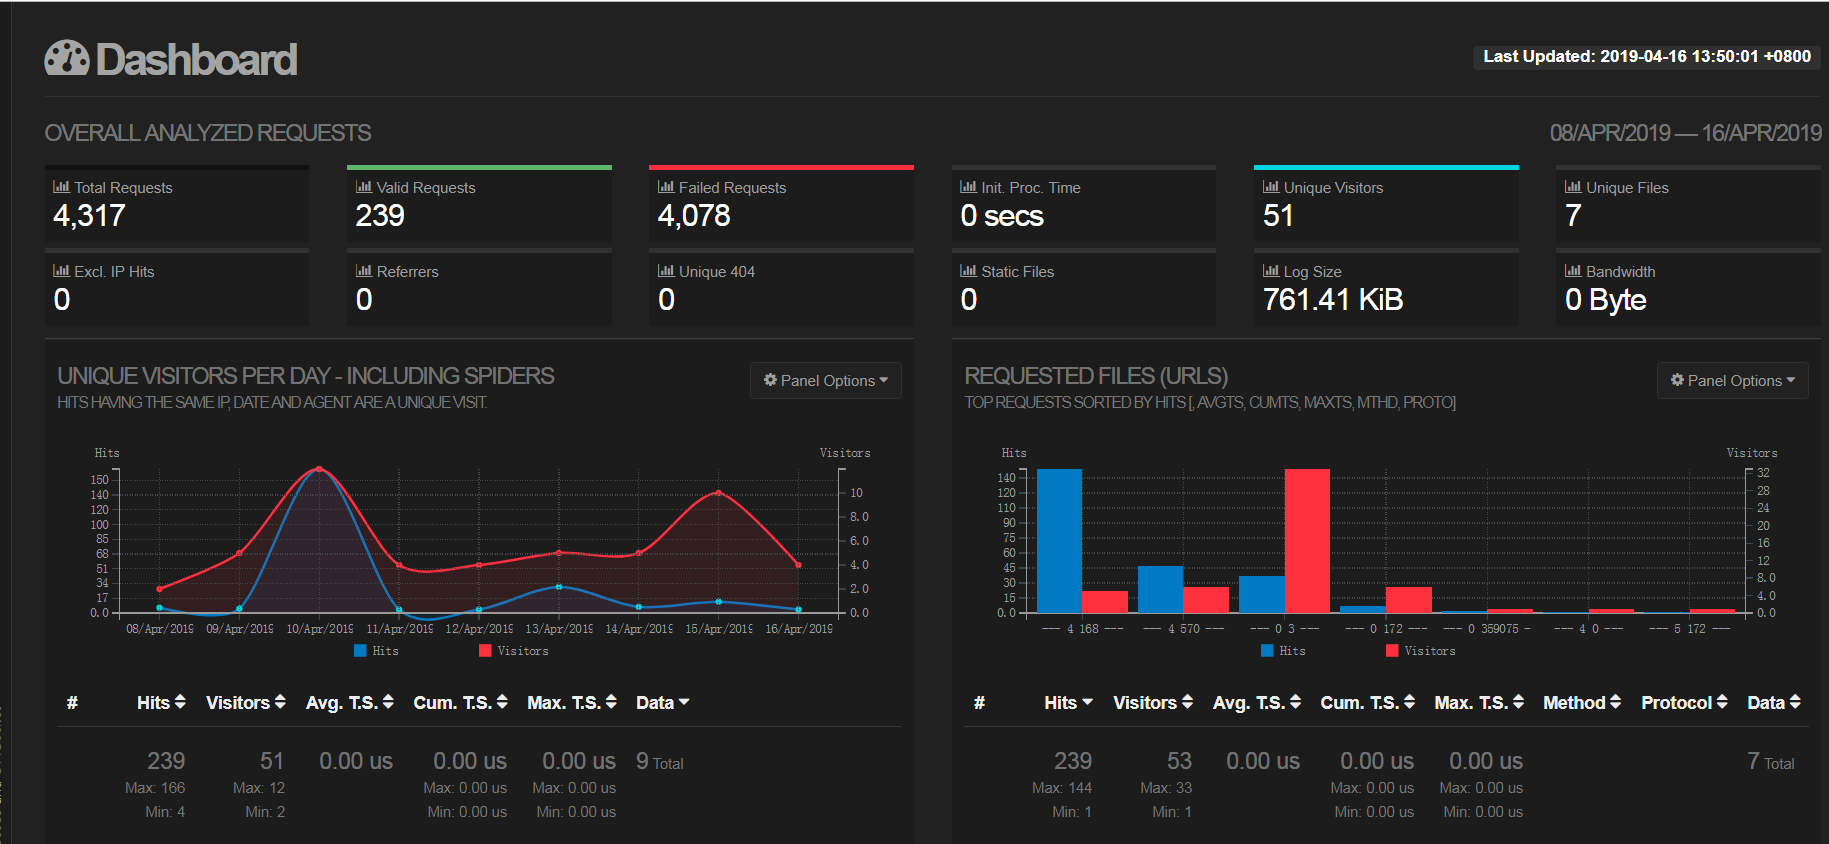 Dashboard
Last Updated: 2019-04-16 13:50:01 +0800
OVERALL ANALYZED REQUESTS
08/APR/2019 — 16/APR/2019
Total Requests
4,317
Valid Requests
239
Failed Requests
4,078
Init. Proc. Time
0 secs
Unique Visitors
51
Unique Files
7
Excl. IP Hits
0
Referrers
0
Unique 404
0
Static Files
0
Log Size
761.41 KiB
Bandwidth
0 Byte
UNIQUE VISITORS PER DAY - INCLUDING SPIDERS
HITS HAVING THE SAME IP, DATE AND AGENT ARE A UNIQUE VISIT.
Panel Options
Hits
Visitors
150
140
120
100
85
68
51
34
17
0.0
10
8.0
6.0
4.0
2.0
0.0
08/Apr/2019 09/Apr/2019 10/Apr/2019 11/Apr/2019 12/Apr/2019 13/Apr/2019 14/Apr/2019 15/Apr/2019 16/Apr/2019
Hits Visitors
# Hits Visitors Avg. T.S. Cum. T.S. Max. T.S. Data
239 51 0.00 us 0.00 us 0.00 us 9 Total
Max: 166 Max: 12 Max: 0.00 us Max: 0.00 us
Min: 4 Min: 2 Min: 0.00 us Min: 0.00 us
REQUESTED FILES (URLS)
TOP REQUESTS SORTED BY HITS [, AVGTS, CUMTS, MAXTS, MTHD, PROTO]
Panel Options
Hits
Visitors
140
120
110
90
75
60
45
30
15
0.0
32
28
24
20
16
12
8.0
4.0
0.0
--- 4 168 --- --- 4 570 --- --- 0 3 --- --- 0 172 --- --- 0 359075 - --- 4 0 --- --- 5 172 ---
Hits Visitors
# Hits Visitors Avg. T.S. Cum. T.S. Max. T.S. Method Protocol Data
239 53 0.00 us 0.00 us 0.00 us 7 Total
Max: 144 Max: 33 Max: 0.00 us Max: 0.00 us
Min: 1 Min: 1 Min: 0.00 us Min: 0.00 us